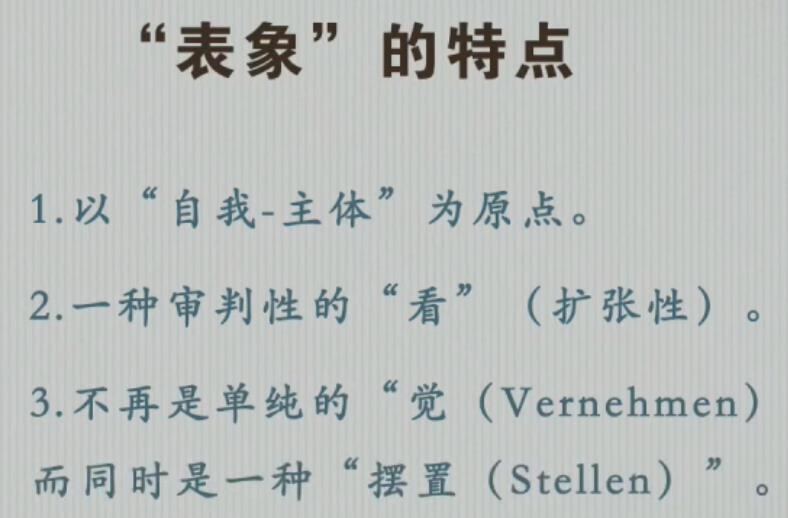 “表象”的特点
1.以“自我-主体”为原点。
2.一种审判性的“看”（扩张性）。
3.不再是单纯的“觉（Vernehmen）
而同时是一种“摆置（Stellen）”。